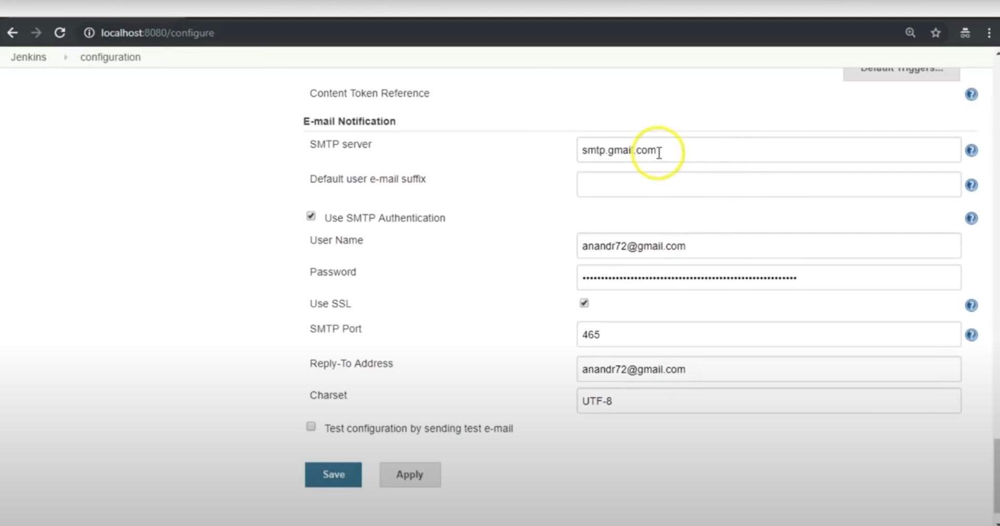 localhost:8080/configure
Jenkins configuration
Default Triggers...
Content Token Reference
E-mail Notification
SMTP server smtp.gmail.com
Default user e-mail suffix
Use SMTP Authentication
User Name anandr72@gmail.com
Password ••••••••••••••••••••••••••••••••••••••••••••••••••••••••••
Use SSL
SMTP Port 465
Reply-To Address anandr72@gmail.com
Charset UTF-8
Test configuration by sending test e-mail
Save Apply